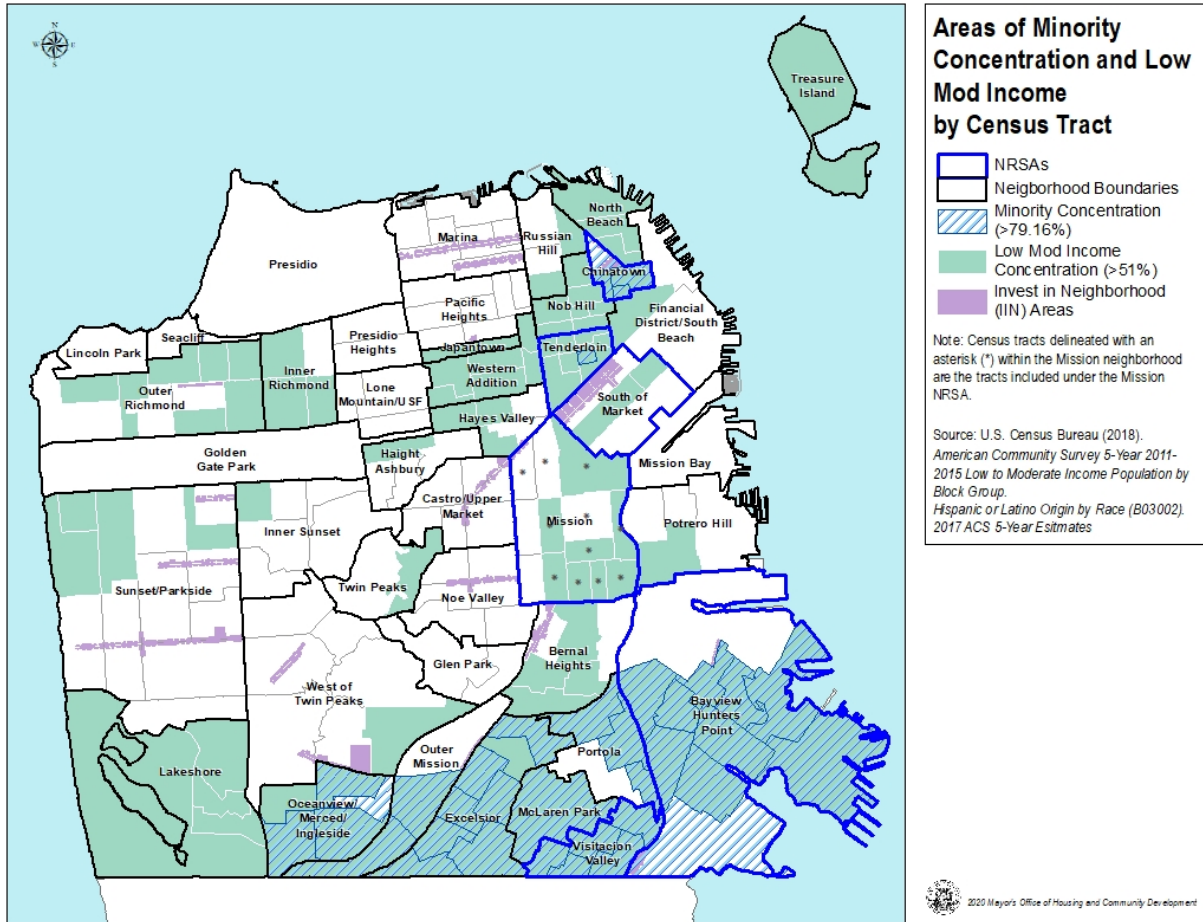 N
W
E
S
Treasure
Island
North
Beach
Marina
Russian
Hill
Presidio
Chinatown
Pacific
Heights
Nob Hill
Financial
District/South
Beach
Seacliff
Lincoln Park
Presidio
Heights
Japantown
Tenderloin
Inner
Richmond
Western
Addition
Lone
Mountain/USF
Outer
Richmond
South of
Market
Hayes Valley
Golden
Gate Park
Haight
Ashbury
Mission Bay
Castro/Upper
Market
Mission
Potrero Hill
Inner Sunset
Sunset/Parkside
Twin Peaks
Noe Valley
Bernal
Heights
Glen Park
West of
Twin Peaks
Bayview
Hunters
Point
Outer
Mission
Portola
Lakeshore
Oceanview/
Merced/
Ingleside
Excelsior
McLaren Park
Visitacion
Valley
Areas of Minority
Concentration and Low
Mod Income
by Census Tract
NRSAs
Neigborhood Boundaries
Minority Concentration
(>79.16%)
Low Mod Income
Concentration (>51%)
Invest in Neighborhood
(IIN) Areas
Note: Census tracts delineated with an
asterisk (*) within the Mission neighborhood
are the tracts included under the Mission
NRSA.
Source: U.S. Census Bureau (2018).
American Community Survey 5-Year 2011-
2015 Low to Moderate Income Population by
Block Group.
Hispanic or Latino Origin by Race (B03002).
2017 ACS 5-Year Esitmates
2020 Mayor's Office of Housing and Community Development